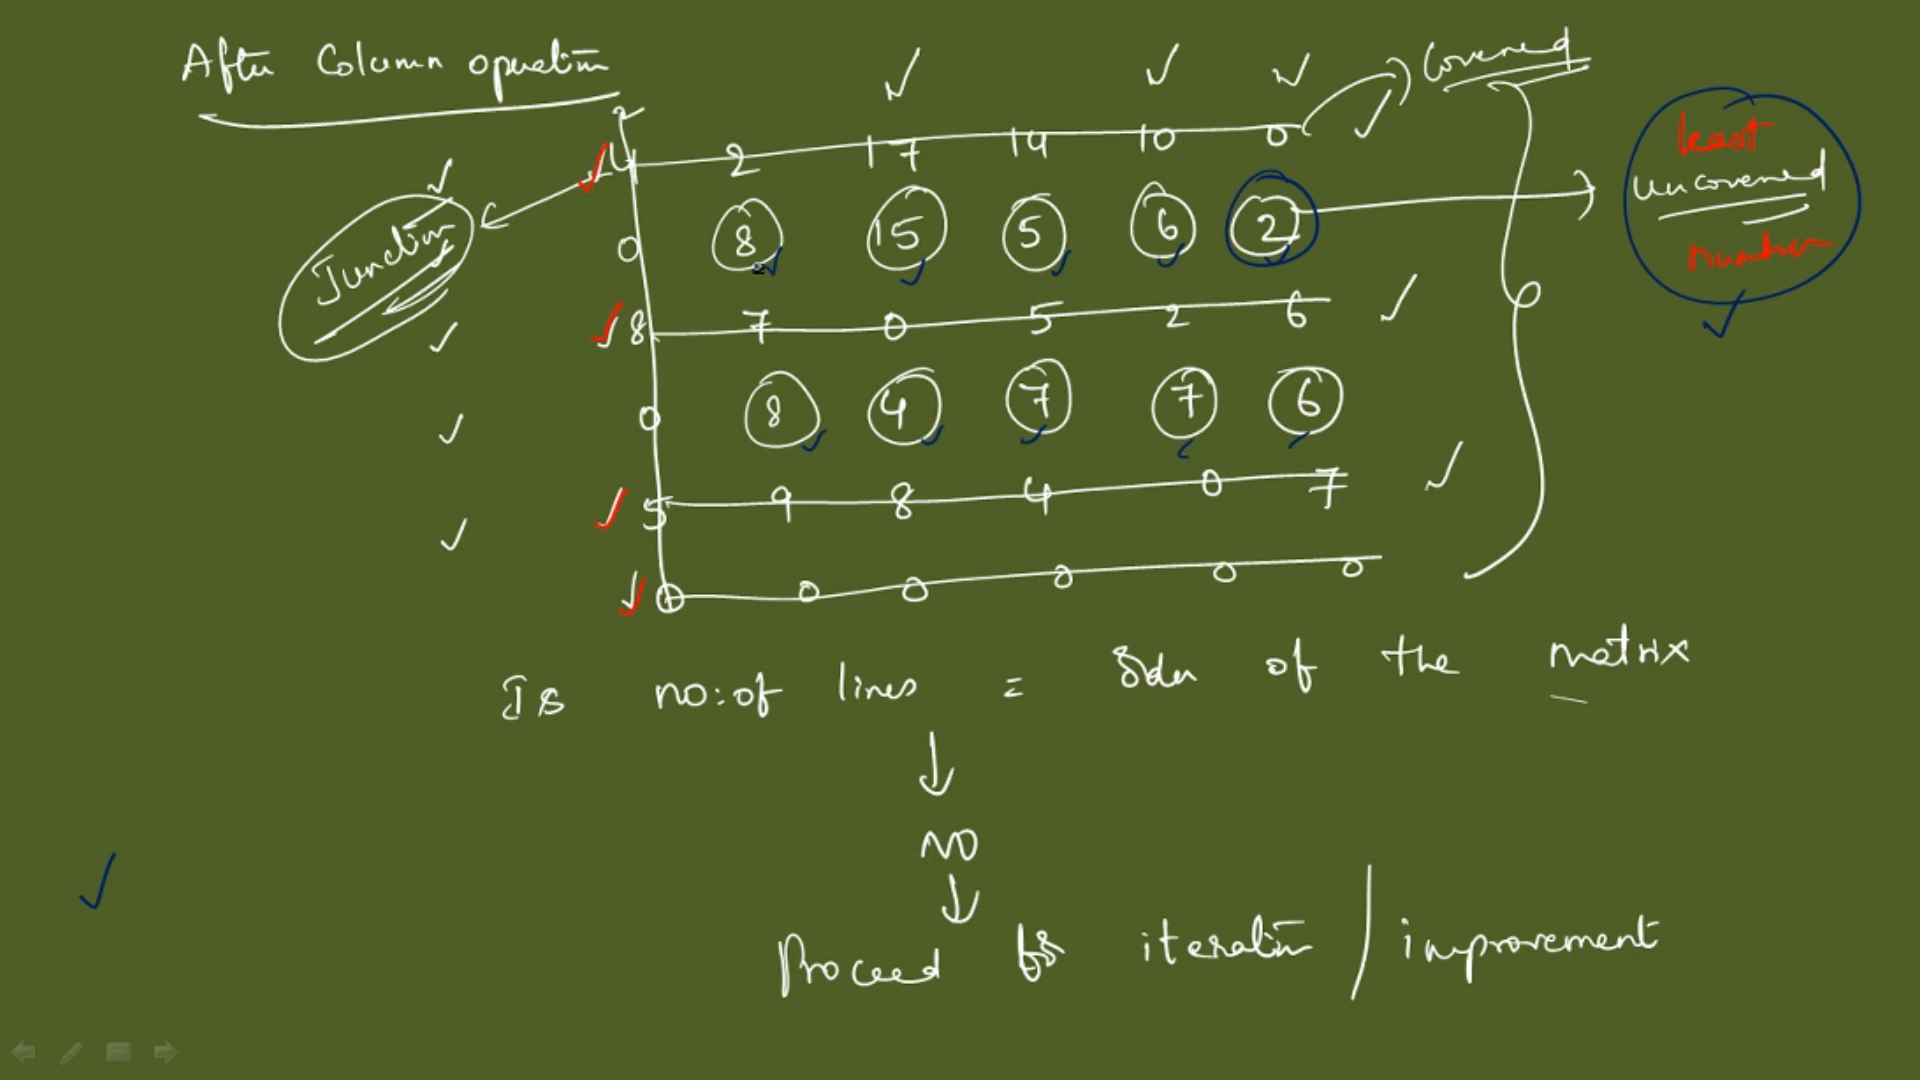 After Column operation
Covered
4 2 17 14 10 0
least
uncovered
number
Junction
0 8 15 5 6 2
8 7 0 5 2 6
0 8 4 7 7 6
5 9 8 4 0 7
0 0 0 0 0 0
Is no: of lines = Order of the matrix
NO
Proceed for iteration / improvement